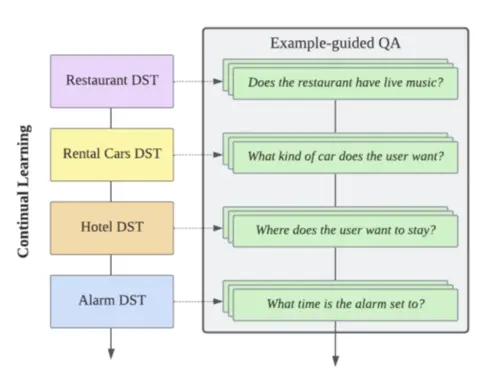 Example-guided QA
Continual Learning
Restaurant DST
Does the restaurant have live music?
Rental Cars DST
What kind of car does the user want?
Hotel DST
Where does the user want to stay?
Alarm DST
What time is the alarm set to?